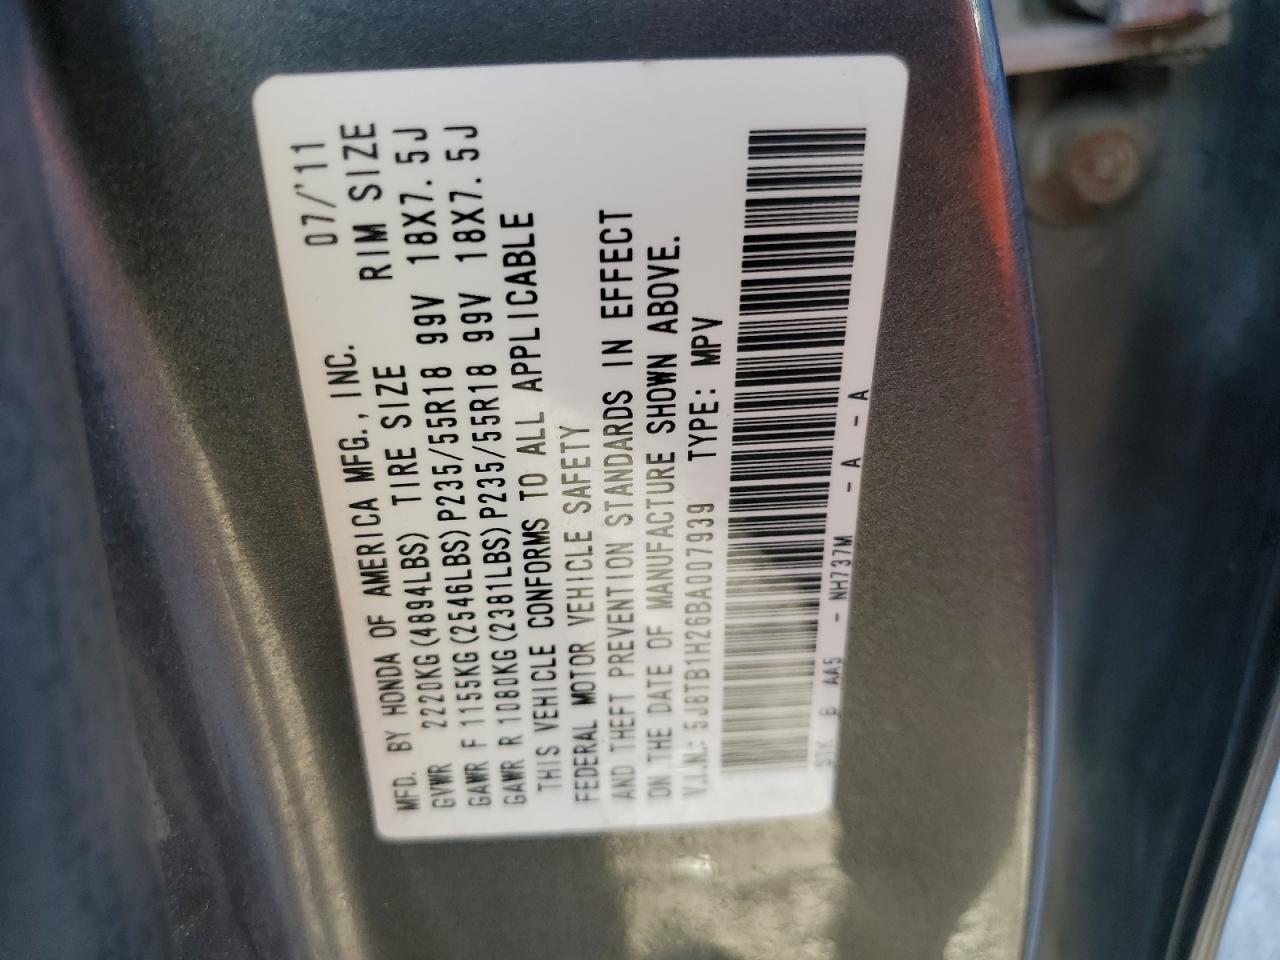 MFD. BY HONDA OF AMERICA MFG., INC. 07/'11
GVWR 2220KG(4894LBS) TIRE SIZE RIM SIZE
GAWR F 1155KG(2546LBS)P235/55R18 99V 18X7.5J
GAWR R 1080KG(2381LBS)P235/55R18 99V 18X7.5J
THIS VEHICLE CONFORMS TO ALL APPLICABLE
FEDERAL MOTOR VEHICLE SAFETY
AND THEFT PREVENTION STANDARDS IN EFFECT
ON THE DATE OF MANUFACTURE SHOWN ABOVE.
V.I.N.: 5J8TB1H26BA007939 TYPE: MPV
STK B AA5 - NH737M - A - A